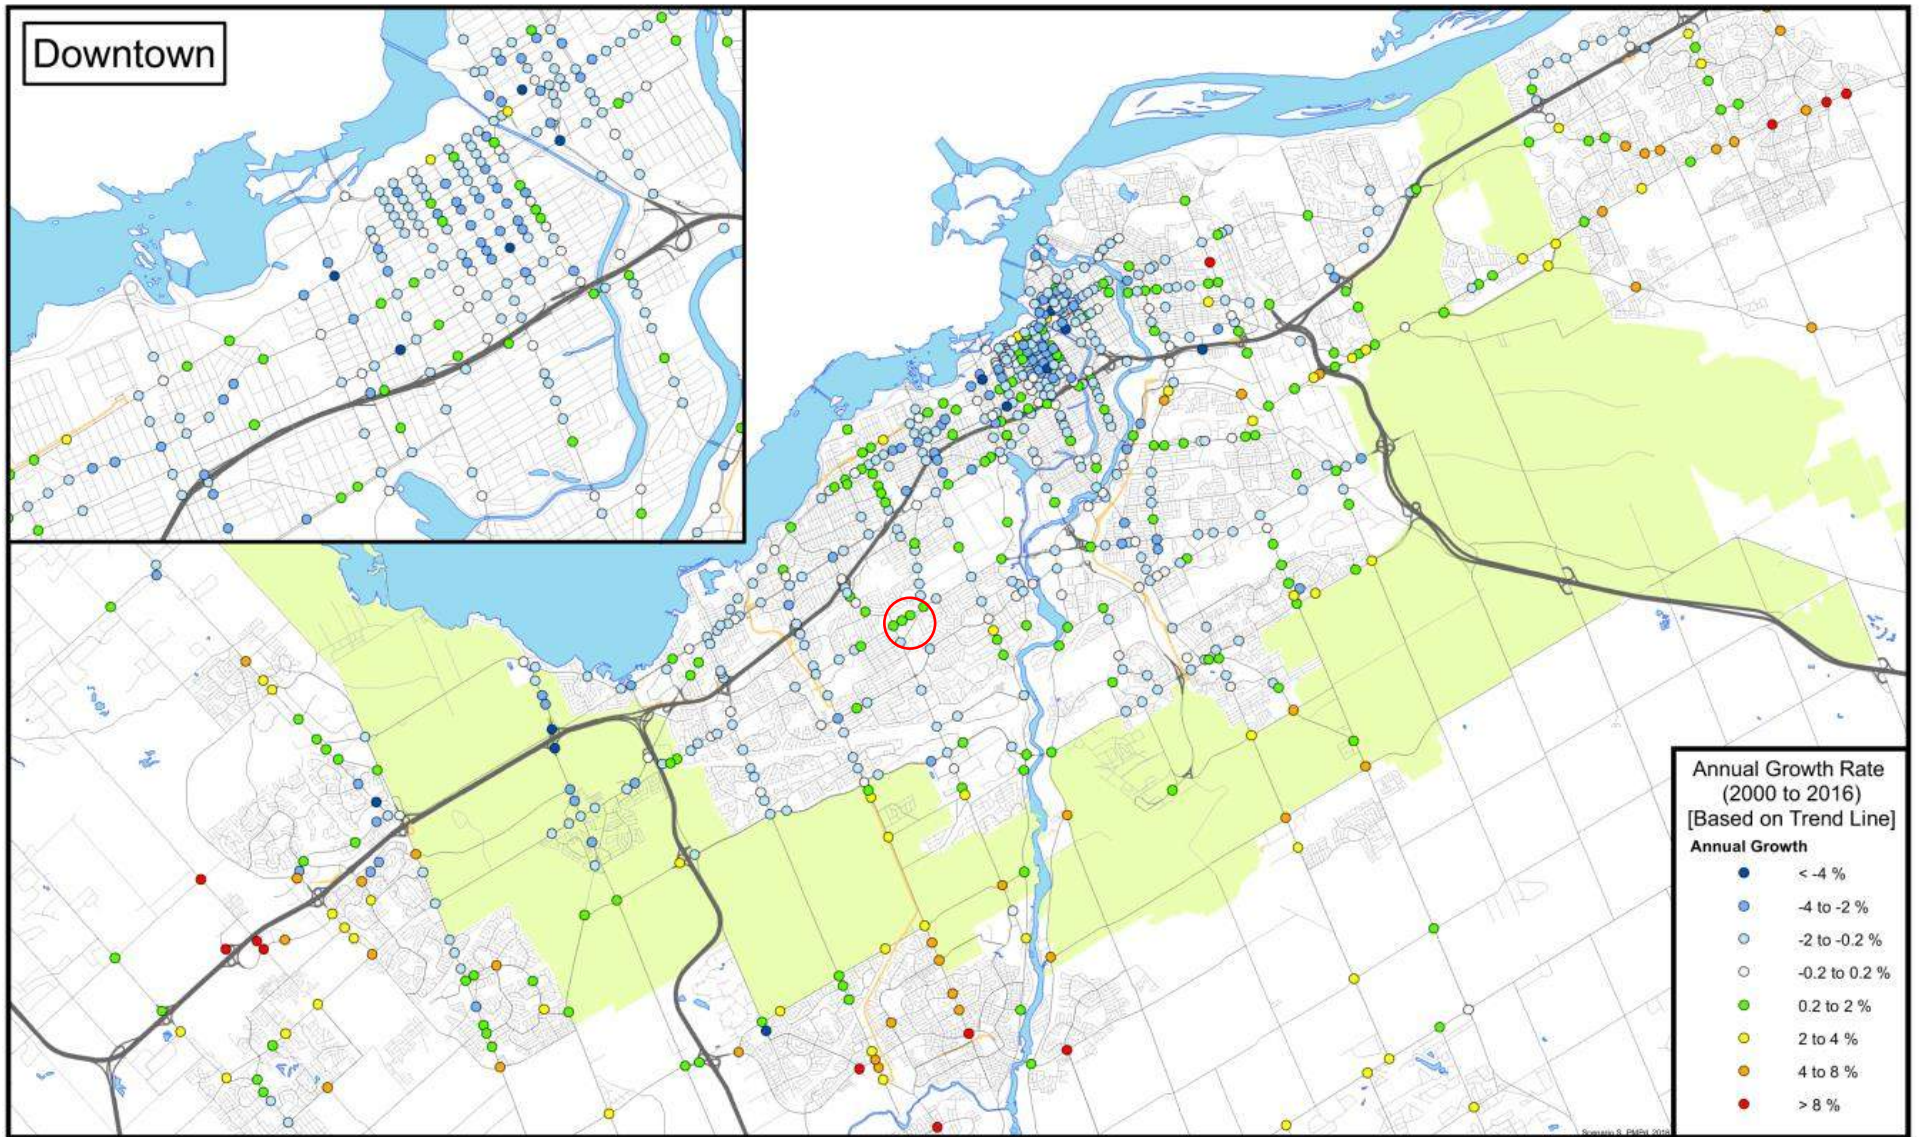 Downtown
Annual Growth Rate
(2000 to 2016)
[Based on Trend Line]
Annual Growth
< -4 %
-4 to -2 %
-2 to -0.2 %
-0.2 to 0.2 %
0.2 to 2 %
2 to 4 %
4 to 8 %
> 8 %